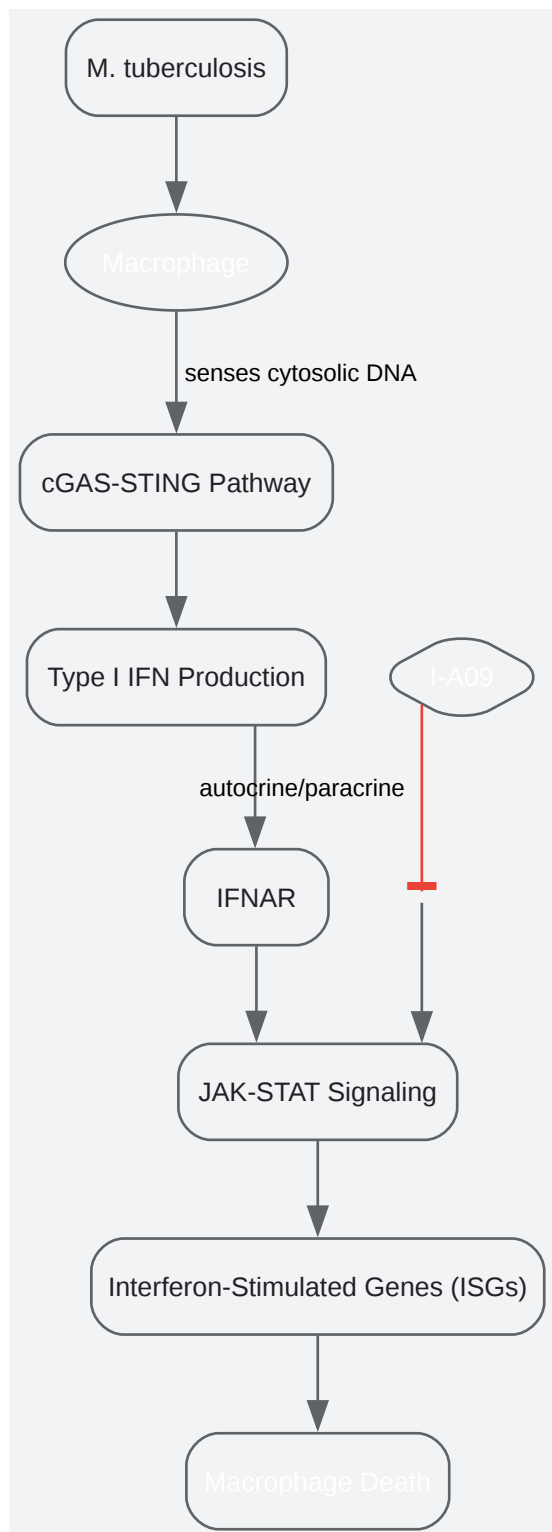 M. tuberculosis
Macrophage
senses cytosolic DNA
cGAS-STING Pathway
Type I IFN Production
I-A09
autocrine/paracrine
IFNAR
JAK-STAT Signaling
Interferon-Stimulated Genes (ISGs)
Macrophage Death